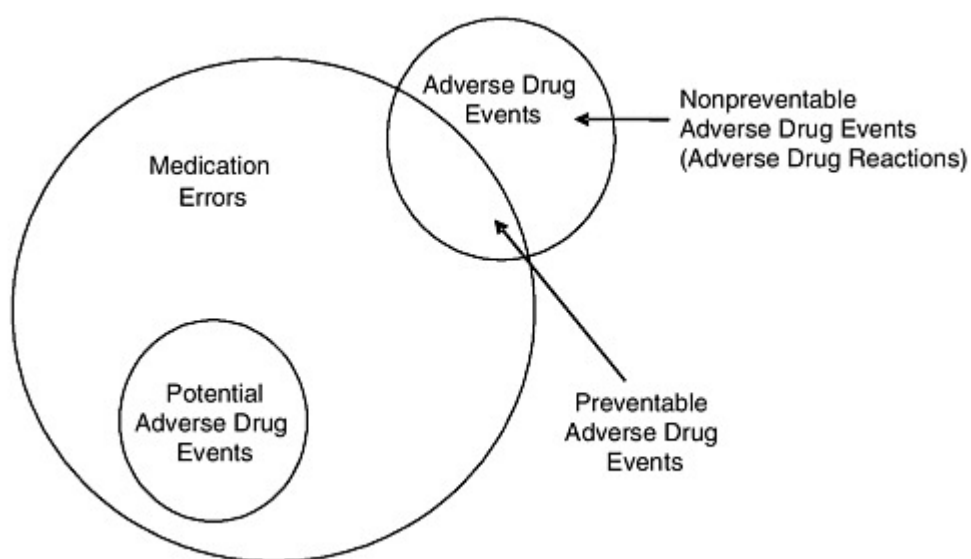 Adverse Drug
Events
Nonpreventable
Adverse Drug Events
(Adverse Drug Reactions)
Medication
Errors
Potential
Adverse Drug
Events
Preventable
Adverse Drug
Events